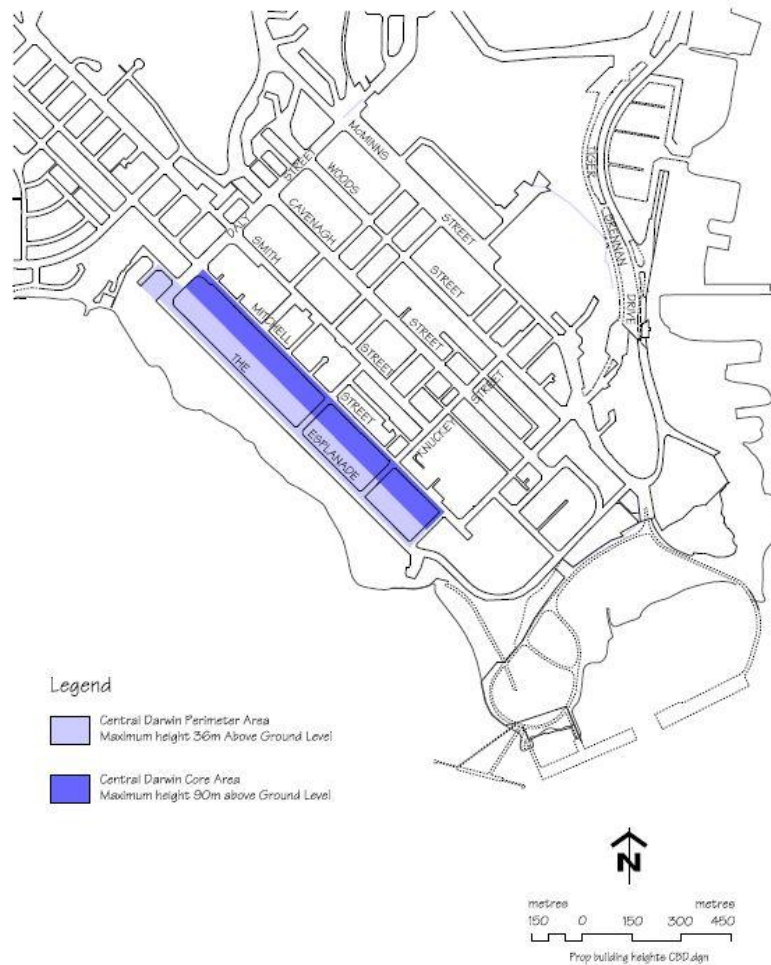 McMINNS
STREET
WOODS
STREET
CAVENAGH
STREET
DALY
STREET
SMITH
STREET
MITCHELL
STREET
KNUCKEY
STREET
THE
ESPLANADE
TIGER
BRENNAN
DRIVE
Legend
Central Darwin Perimeter Area
Maximum height 36m Above Ground Level
Central Darwin Core Area
Maximum height 90m above Ground Level
N
metres metres
150 0 150 300 450
Prop building heights CBD.dgn